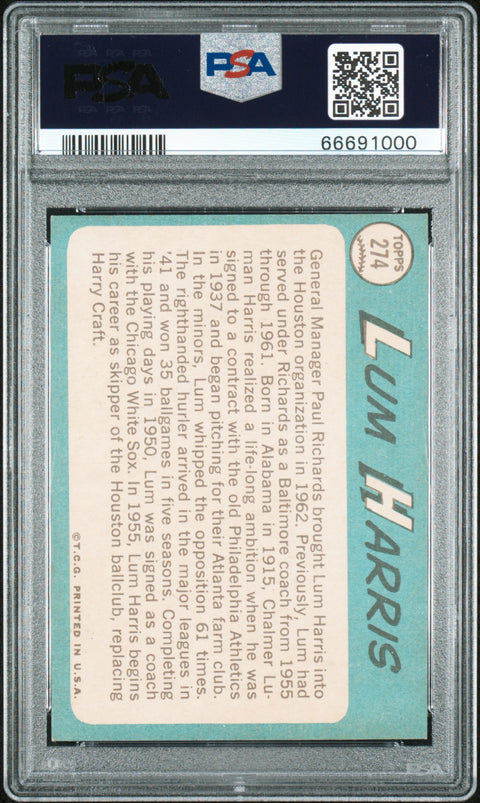 PSA
PSA
66691000
TOPPS
274
LUM HARRIS
General Manager Paul Richards brought Lum Harris into
the Houston organization in 1962. Previously, Lum had
served under Richards as a Baltimore coach from 1955
through 1961. Born in Alabama in 1915, Chalmer Lu-
man Harris realized a life-long ambition when he was
signed to a contract with the old Philadelphia Athletics
in 1937 and began pitching for their Atlanta farm club.
In the minors, Lum whipped the opposition 61 times.
The righthanded hurler arrived in the major leagues in
'41 and won 35 ballgames in five seasons. Completing
his playing days in 1950, Lum was signed as a coach
with the Chicago White Sox. In 1955, Lum Harris begins
his career as skipper of the Houston ballclub, replacing
Harry Craft.
©T.C.G. PRINTED IN U.S.A.